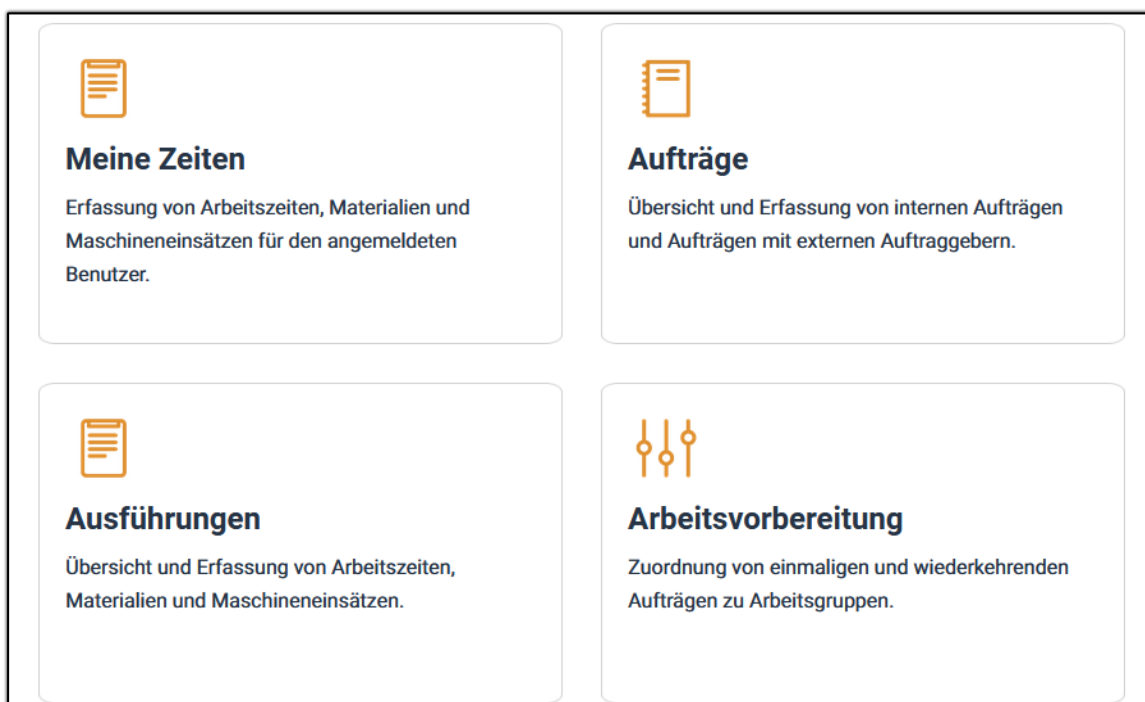 Meine Zeiten
Erfassung von Arbeitszeiten, Materialien und
Maschineneinsätzen für den angemeldeten
Benutzer.
Aufträge
Übersicht und Erfassung von internen Aufträgen
und Aufträgen mit externen Auftraggebern.
Ausführungen
Übersicht und Erfassung von Arbeitszeiten,
Materialien und Maschineneinsätzen.
Arbeitsvorbereitung
Zuordnung von einmaligen und wiederkehrenden
Aufträgen zu Arbeitsgruppen.